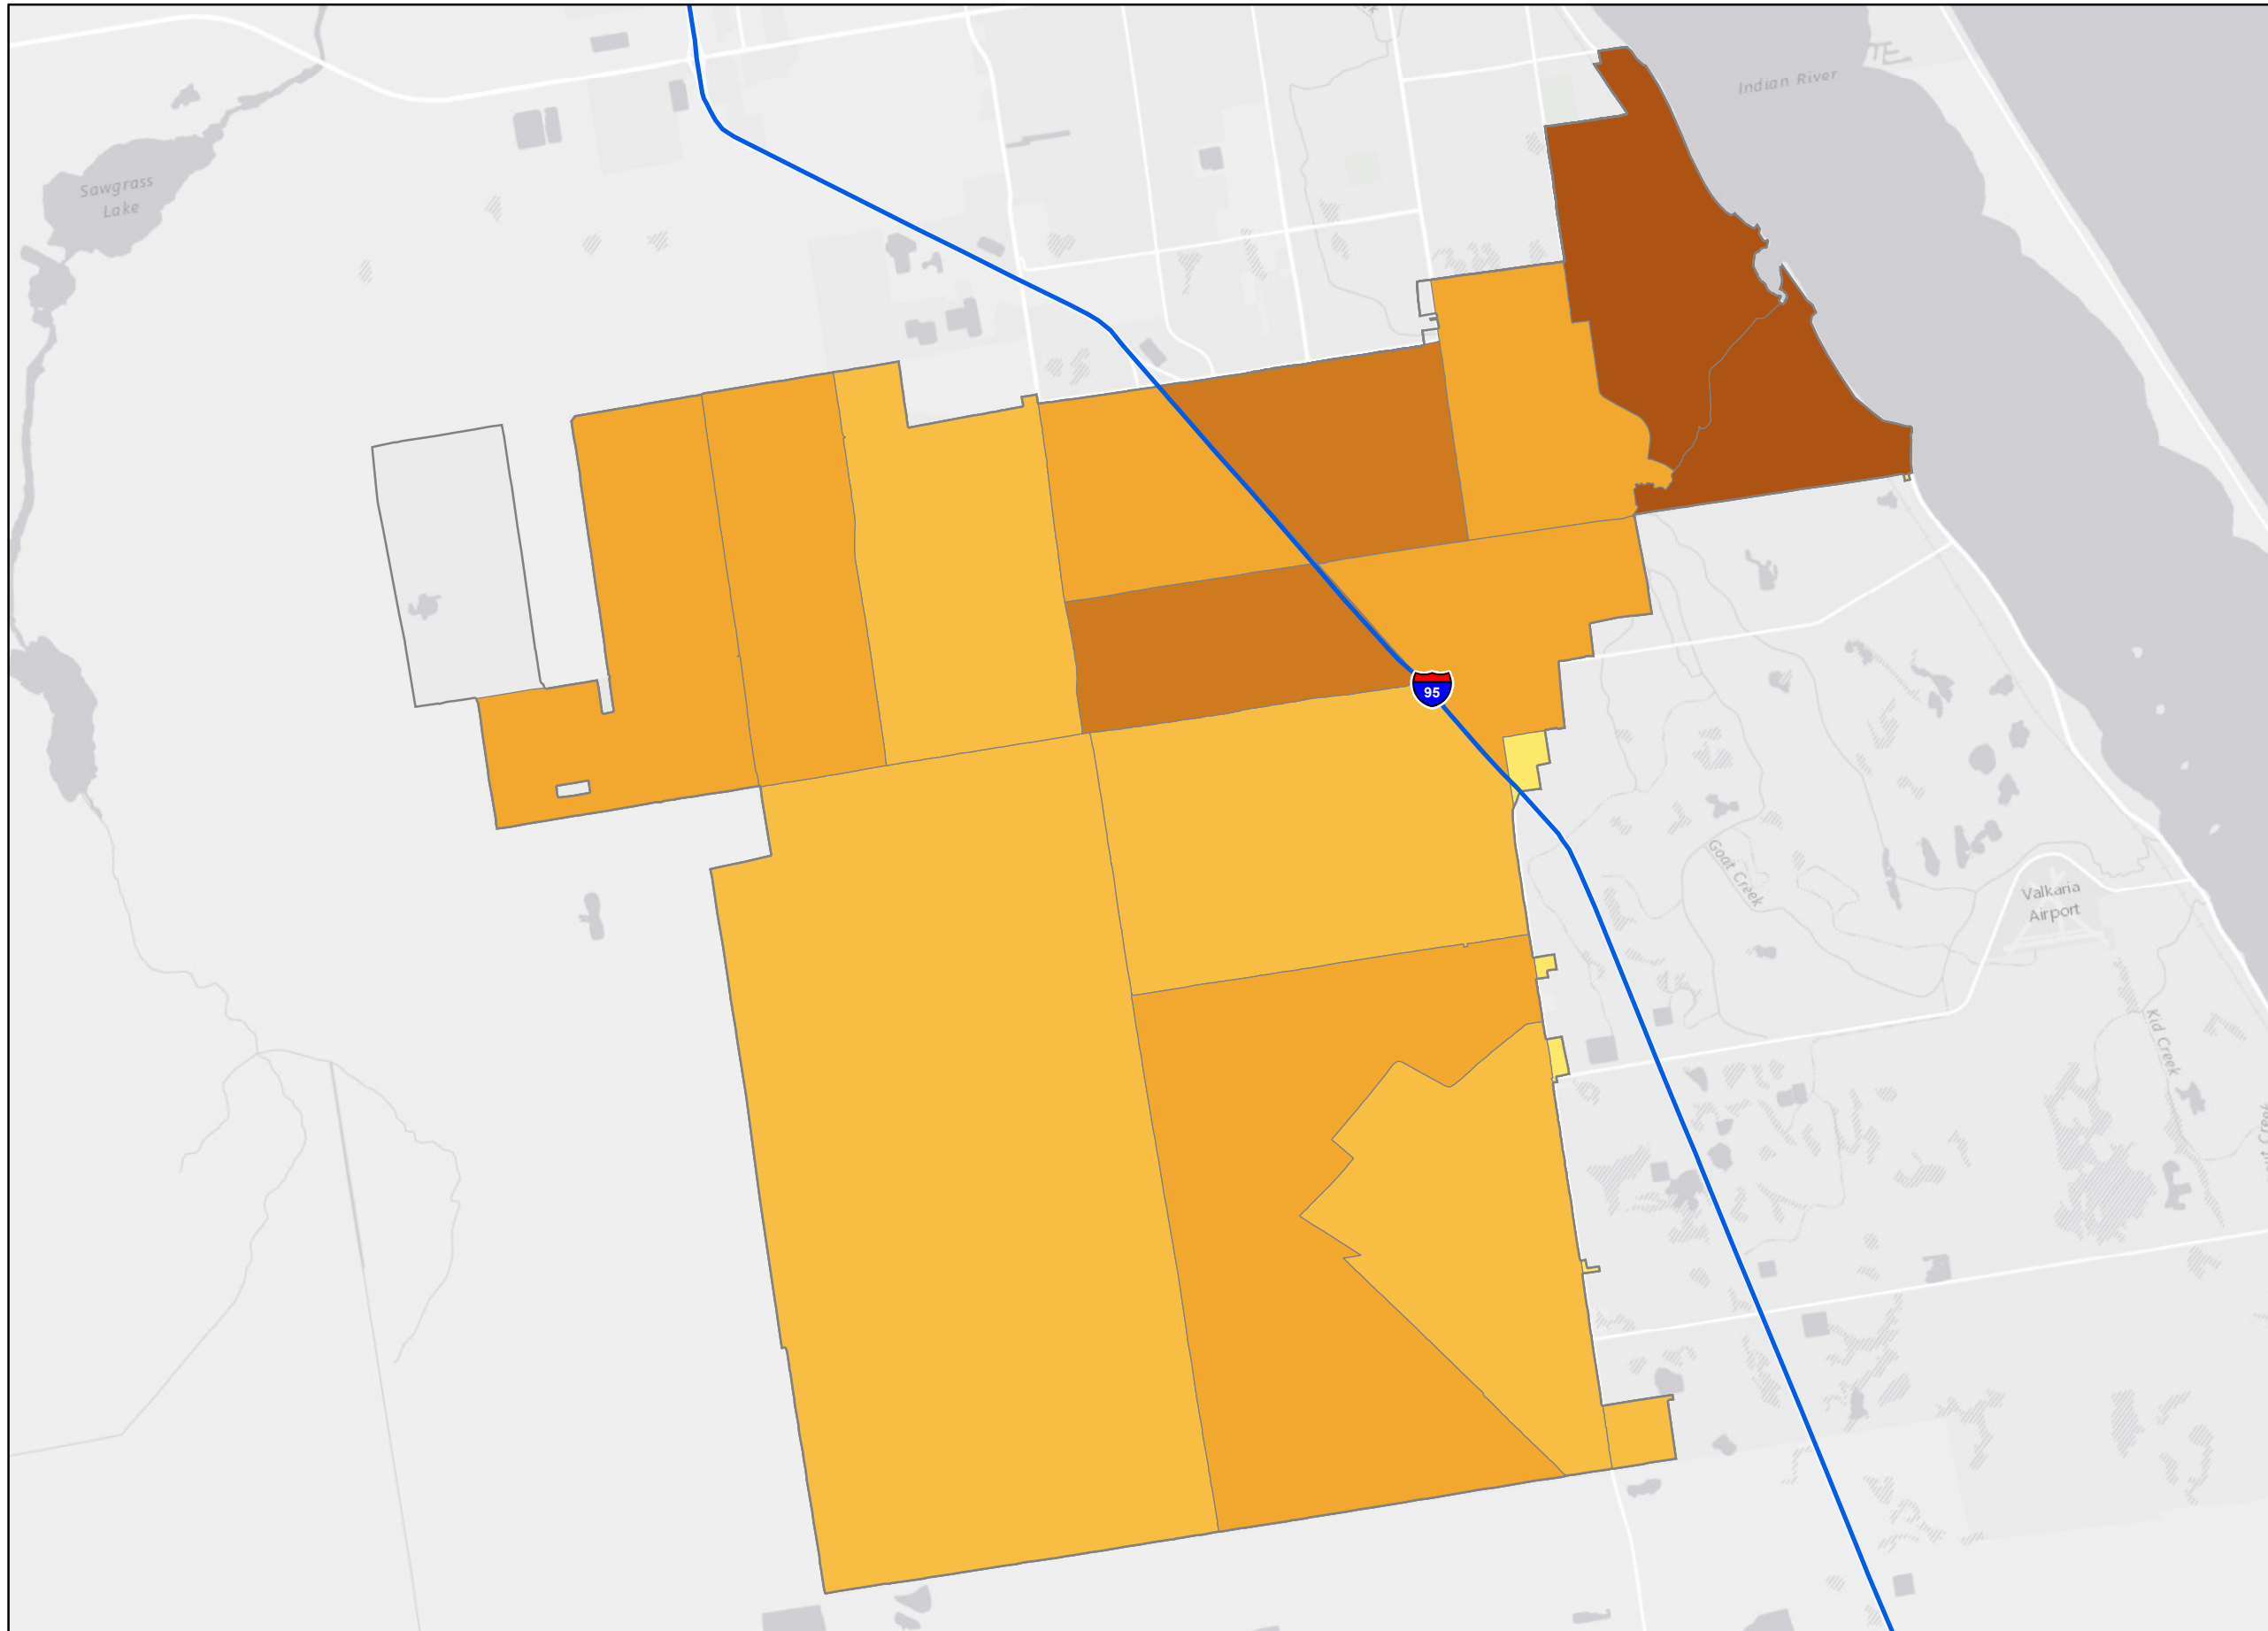 Indian River
Sawgrass
Lake
95
Goat Creek
Valkaria
Airport
Kid Creek